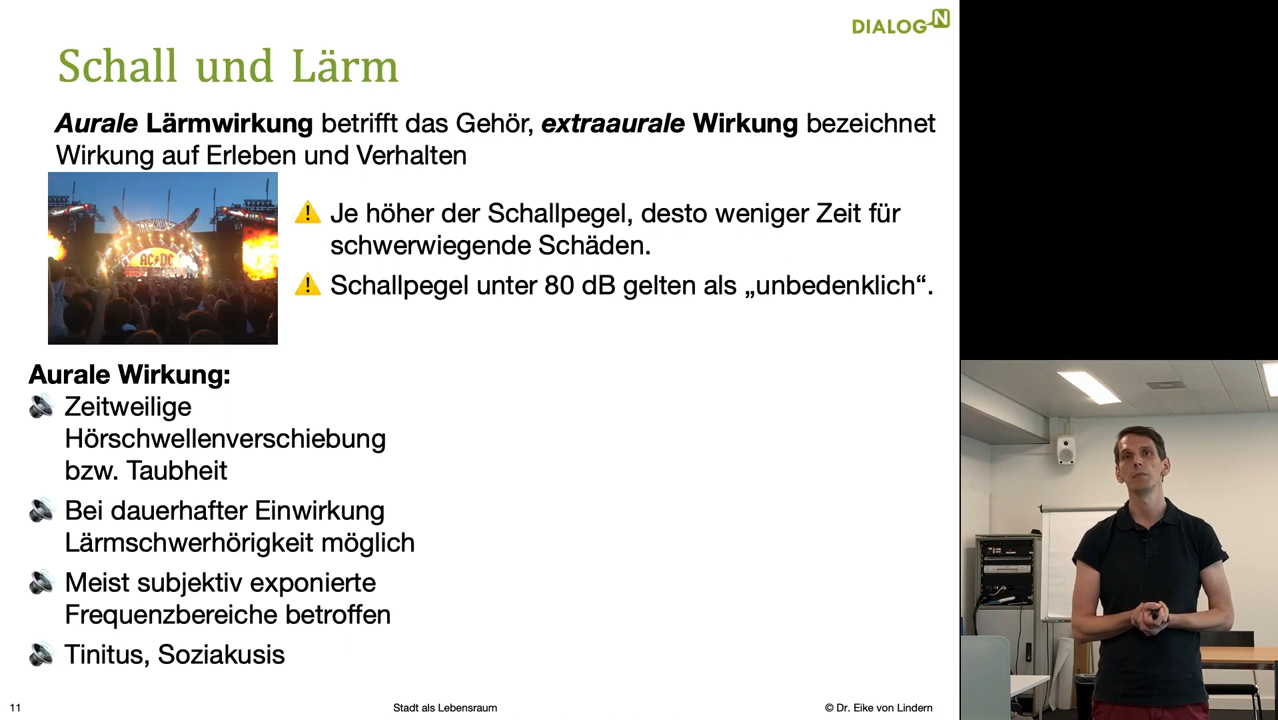 DIALOG N
Schall und Lärm
Aurale Lärmwirkung betrifft das Gehör, extraaurale Wirkung bezeichnet
Wirkung auf Erleben und Verhalten
AC⚡DC
Je höher der Schallpegel, desto weniger Zeit für
schwerwiegende Schäden.
Schallpegel unter 80 dB gelten als „unbedenklich“.
Aurale Wirkung:
Zeitweilige
Hörschwellenverschiebung
bzw. Taubheit
Bei dauerhafter Einwirkung
Lärmschwerhörigkeit möglich
Meist subjektiv exponierte
Frequenzbereiche betroffen
Tinitus, Soziakusis
11
Stadt als Lebensraum
© Dr. Eike von Lindern